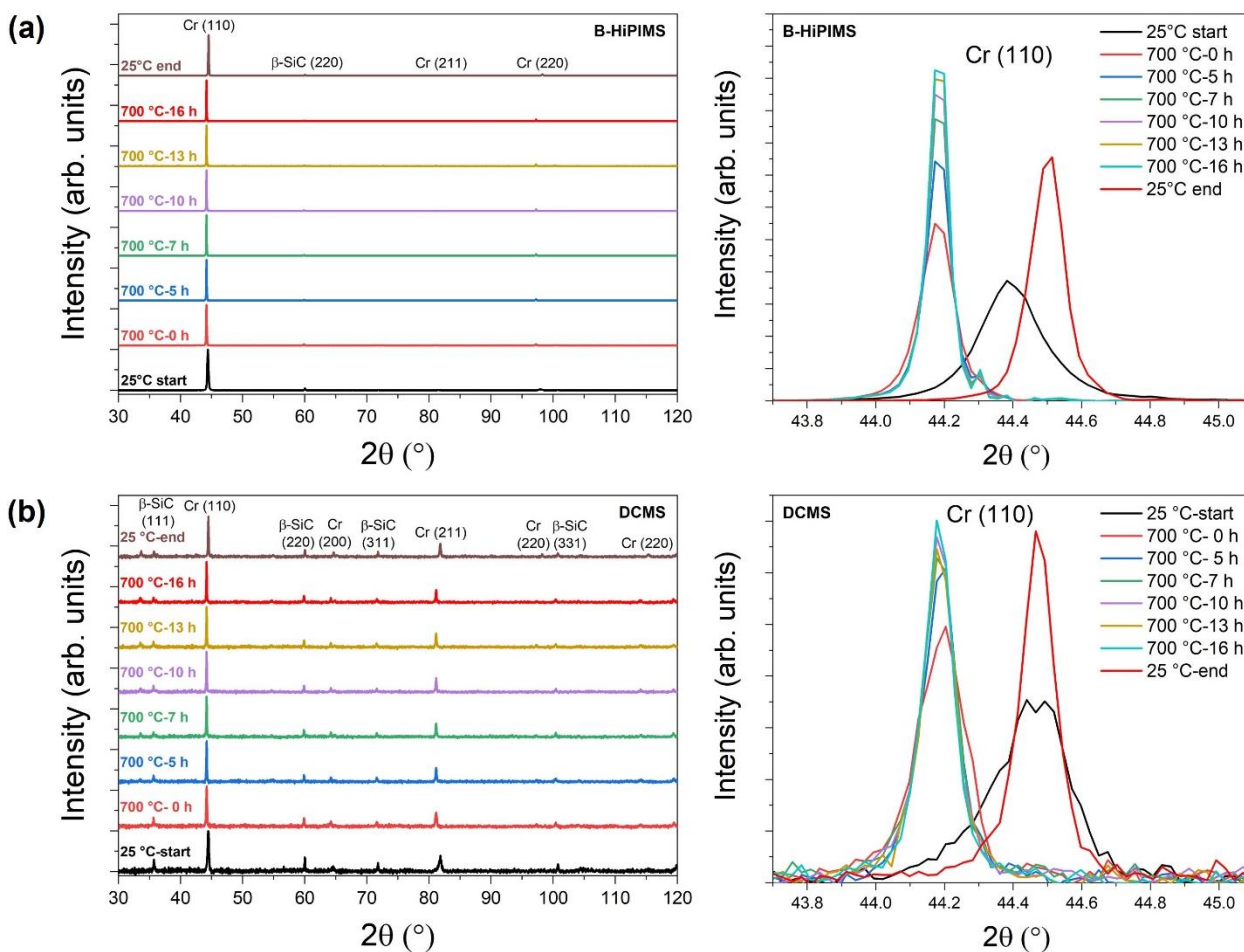 (a)
Cr (110)
B-HiPIMS
25°C end
β-SiC (220)
Cr (211)
Cr (220)
700 °C-16 h
700 °C-13 h
700 °C-10 h
700 °C-7 h
700 °C-5 h
700 °C-0 h
25°C start
Intensity (arb. units)
30 40 50 60 70 80 90 100 110 120
2θ (°)
B-HiPIMS
Cr (110)
25°C start
700 °C-0 h
700 °C-5 h
700 °C-7 h
700 °C-10 h
700 °C-13 h
700 °C-16 h
25°C end
Intensity (arb. units)
43.8 44.0 44.2 44.4 44.6 44.8 45.0
2θ (°)
(b)
β-SiC
(111)
Cr (110)
DCMS
β-SiC
(220)
Cr
(200)
β-SiC
(311)
Cr (211)
Cr
(220)
β-SiC
(331)
Cr (220)
25 °C-end
700 °C-16 h
700 °C-13 h
700 °C-10 h
700 °C-7 h
700 °C-5 h
700 °C- 0 h
25 °C-start
Intensity (arb. units)
30 40 50 60 70 80 90 100 110 120
2θ (°)
DCMS
Cr (110)
25 °C-start
700 °C- 0 h
700 °C- 5 h
700 °C-7 h
700 °C-10 h
700 °C-13 h
700 °C-16 h
25 °C-end
Intensity (arb. units)
43.8 44.0 44.2 44.4 44.6 44.8 45.0
2θ (°)